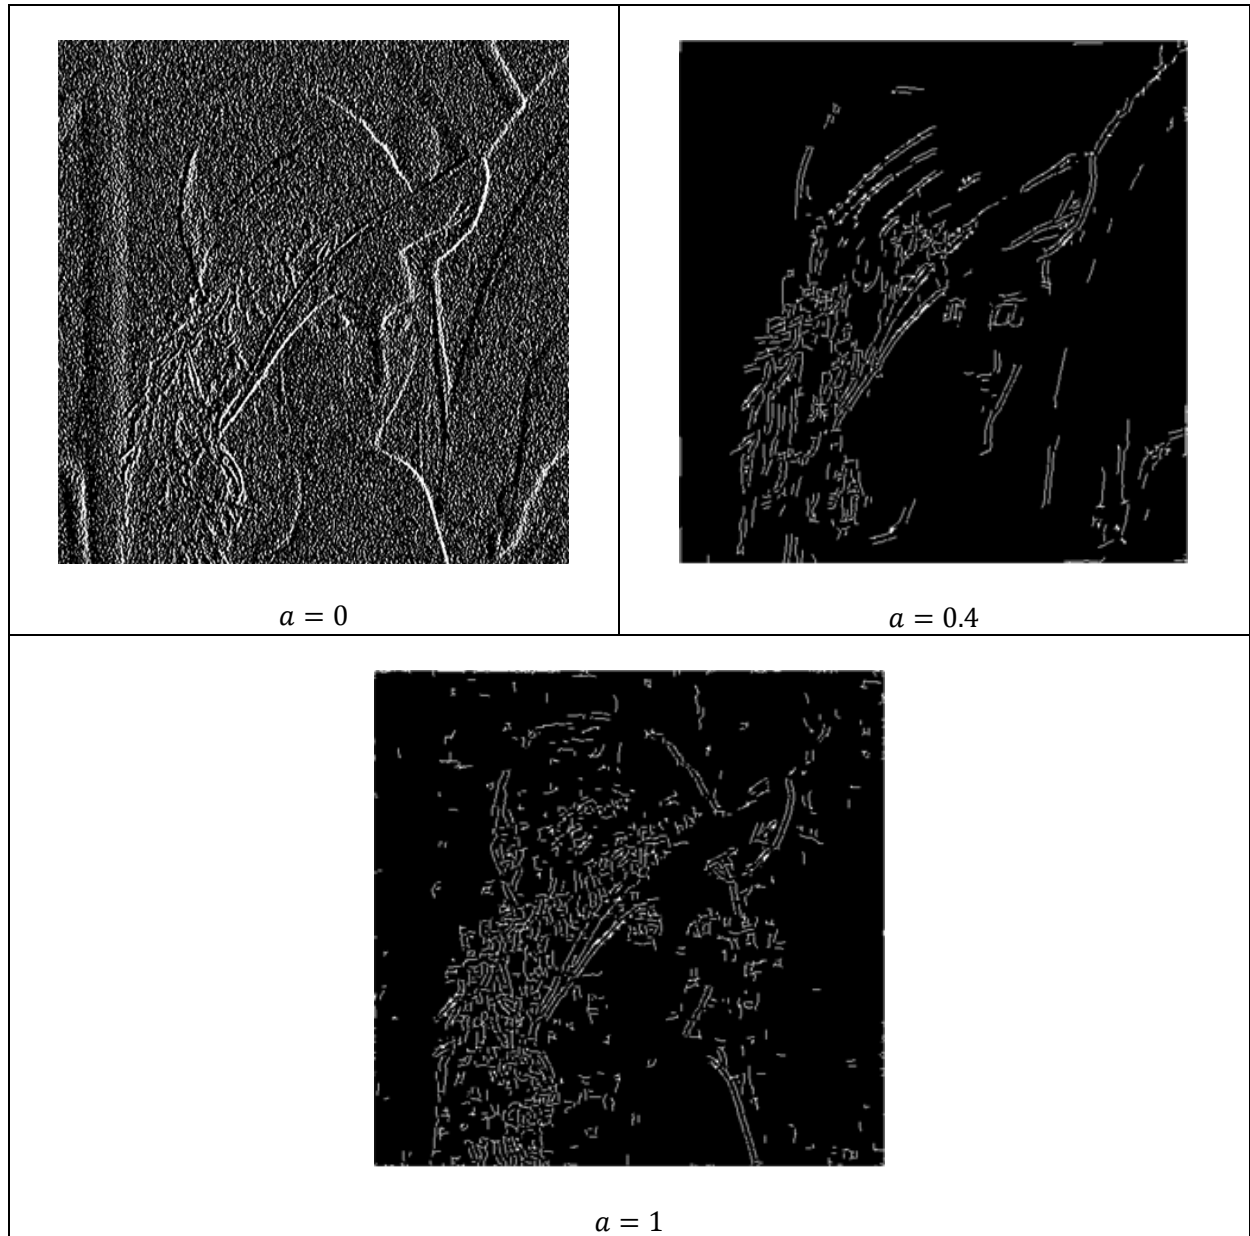 𝑎 = 0
𝑎 = 0.4
𝑎 = 1